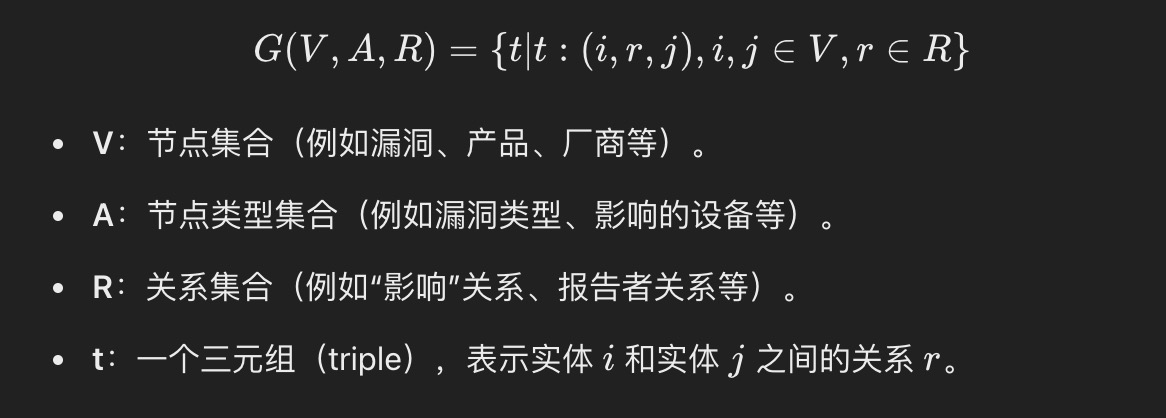 G(V, A, R) = {t|t : (i, r, j), i, j ∈ V, r ∈ R}
• V：节点集合（例如漏洞、产品、厂商等）。
• A：节点类型集合（例如漏洞类型、影响的设备等）。
• R：关系集合（例如“影响”关系、报告者关系等）。
• t：一个三元组（triple），表示实体 i 和实体 j 之间的关系 r。